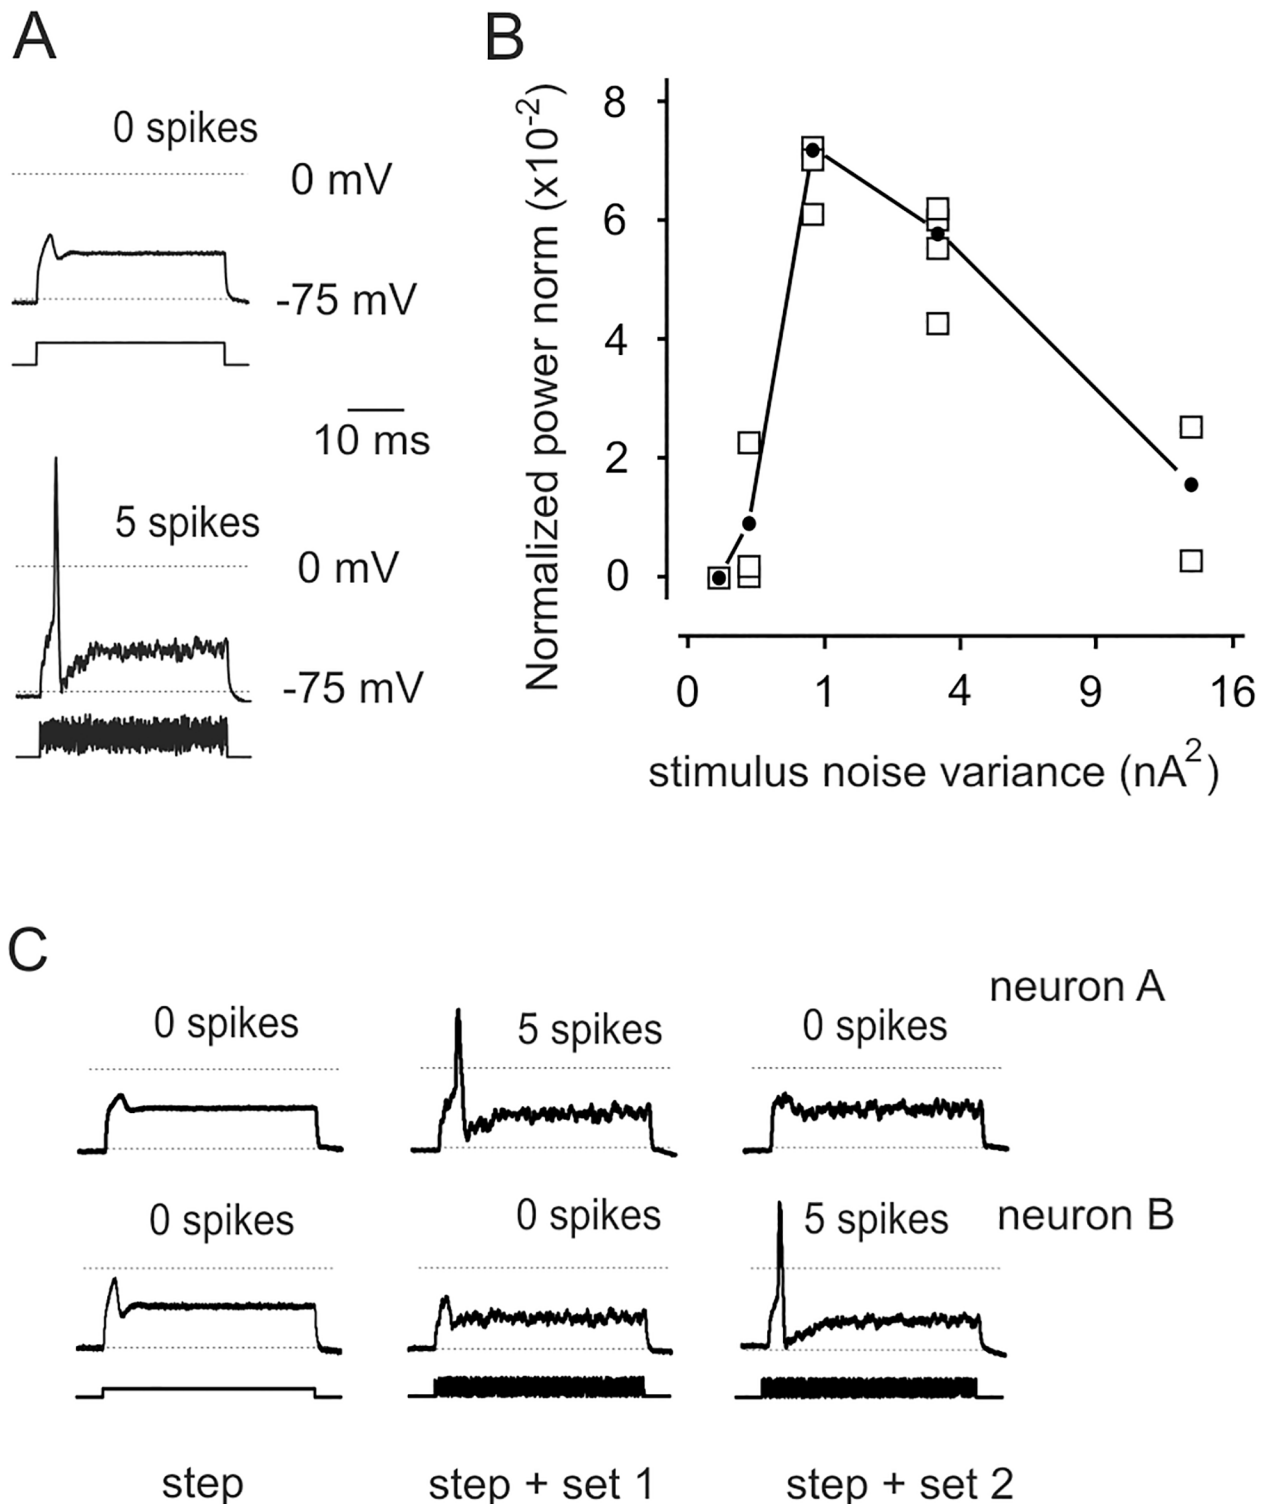 A
0 spikes
0 mV
-75 mV
10 ms
5 spikes
0 mV
-75 mV
B
Normalized power norm (x10⁻²)
8
6
4
2
0
0 1 4 9 16
stimulus noise variance (nA²)
C
neuron A
0 spikes 5 spikes 0 spikes
neuron B
0 spikes 0 spikes 5 spikes
step step + set 1 step + set 2